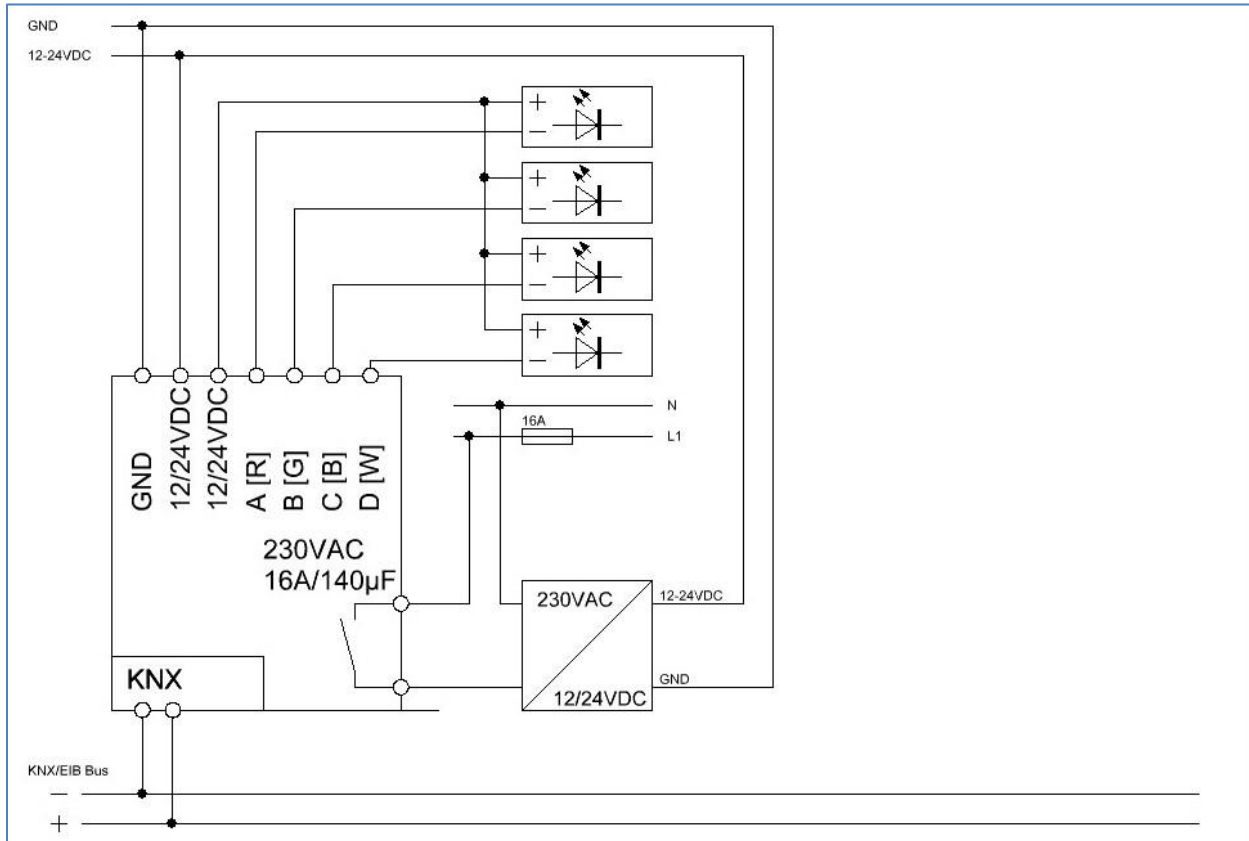 GND
12-24VDC
+
−
+
−
+
−
+
−
N
16A
L1
GND
12/24VDC
12/24VDC
A [R]
B [G]
C [B]
D [W]
230VAC
16A/140µF
230VAC
12/24VDC
12-24VDC
GND
KNX
KNX/EIB Bus
−
+